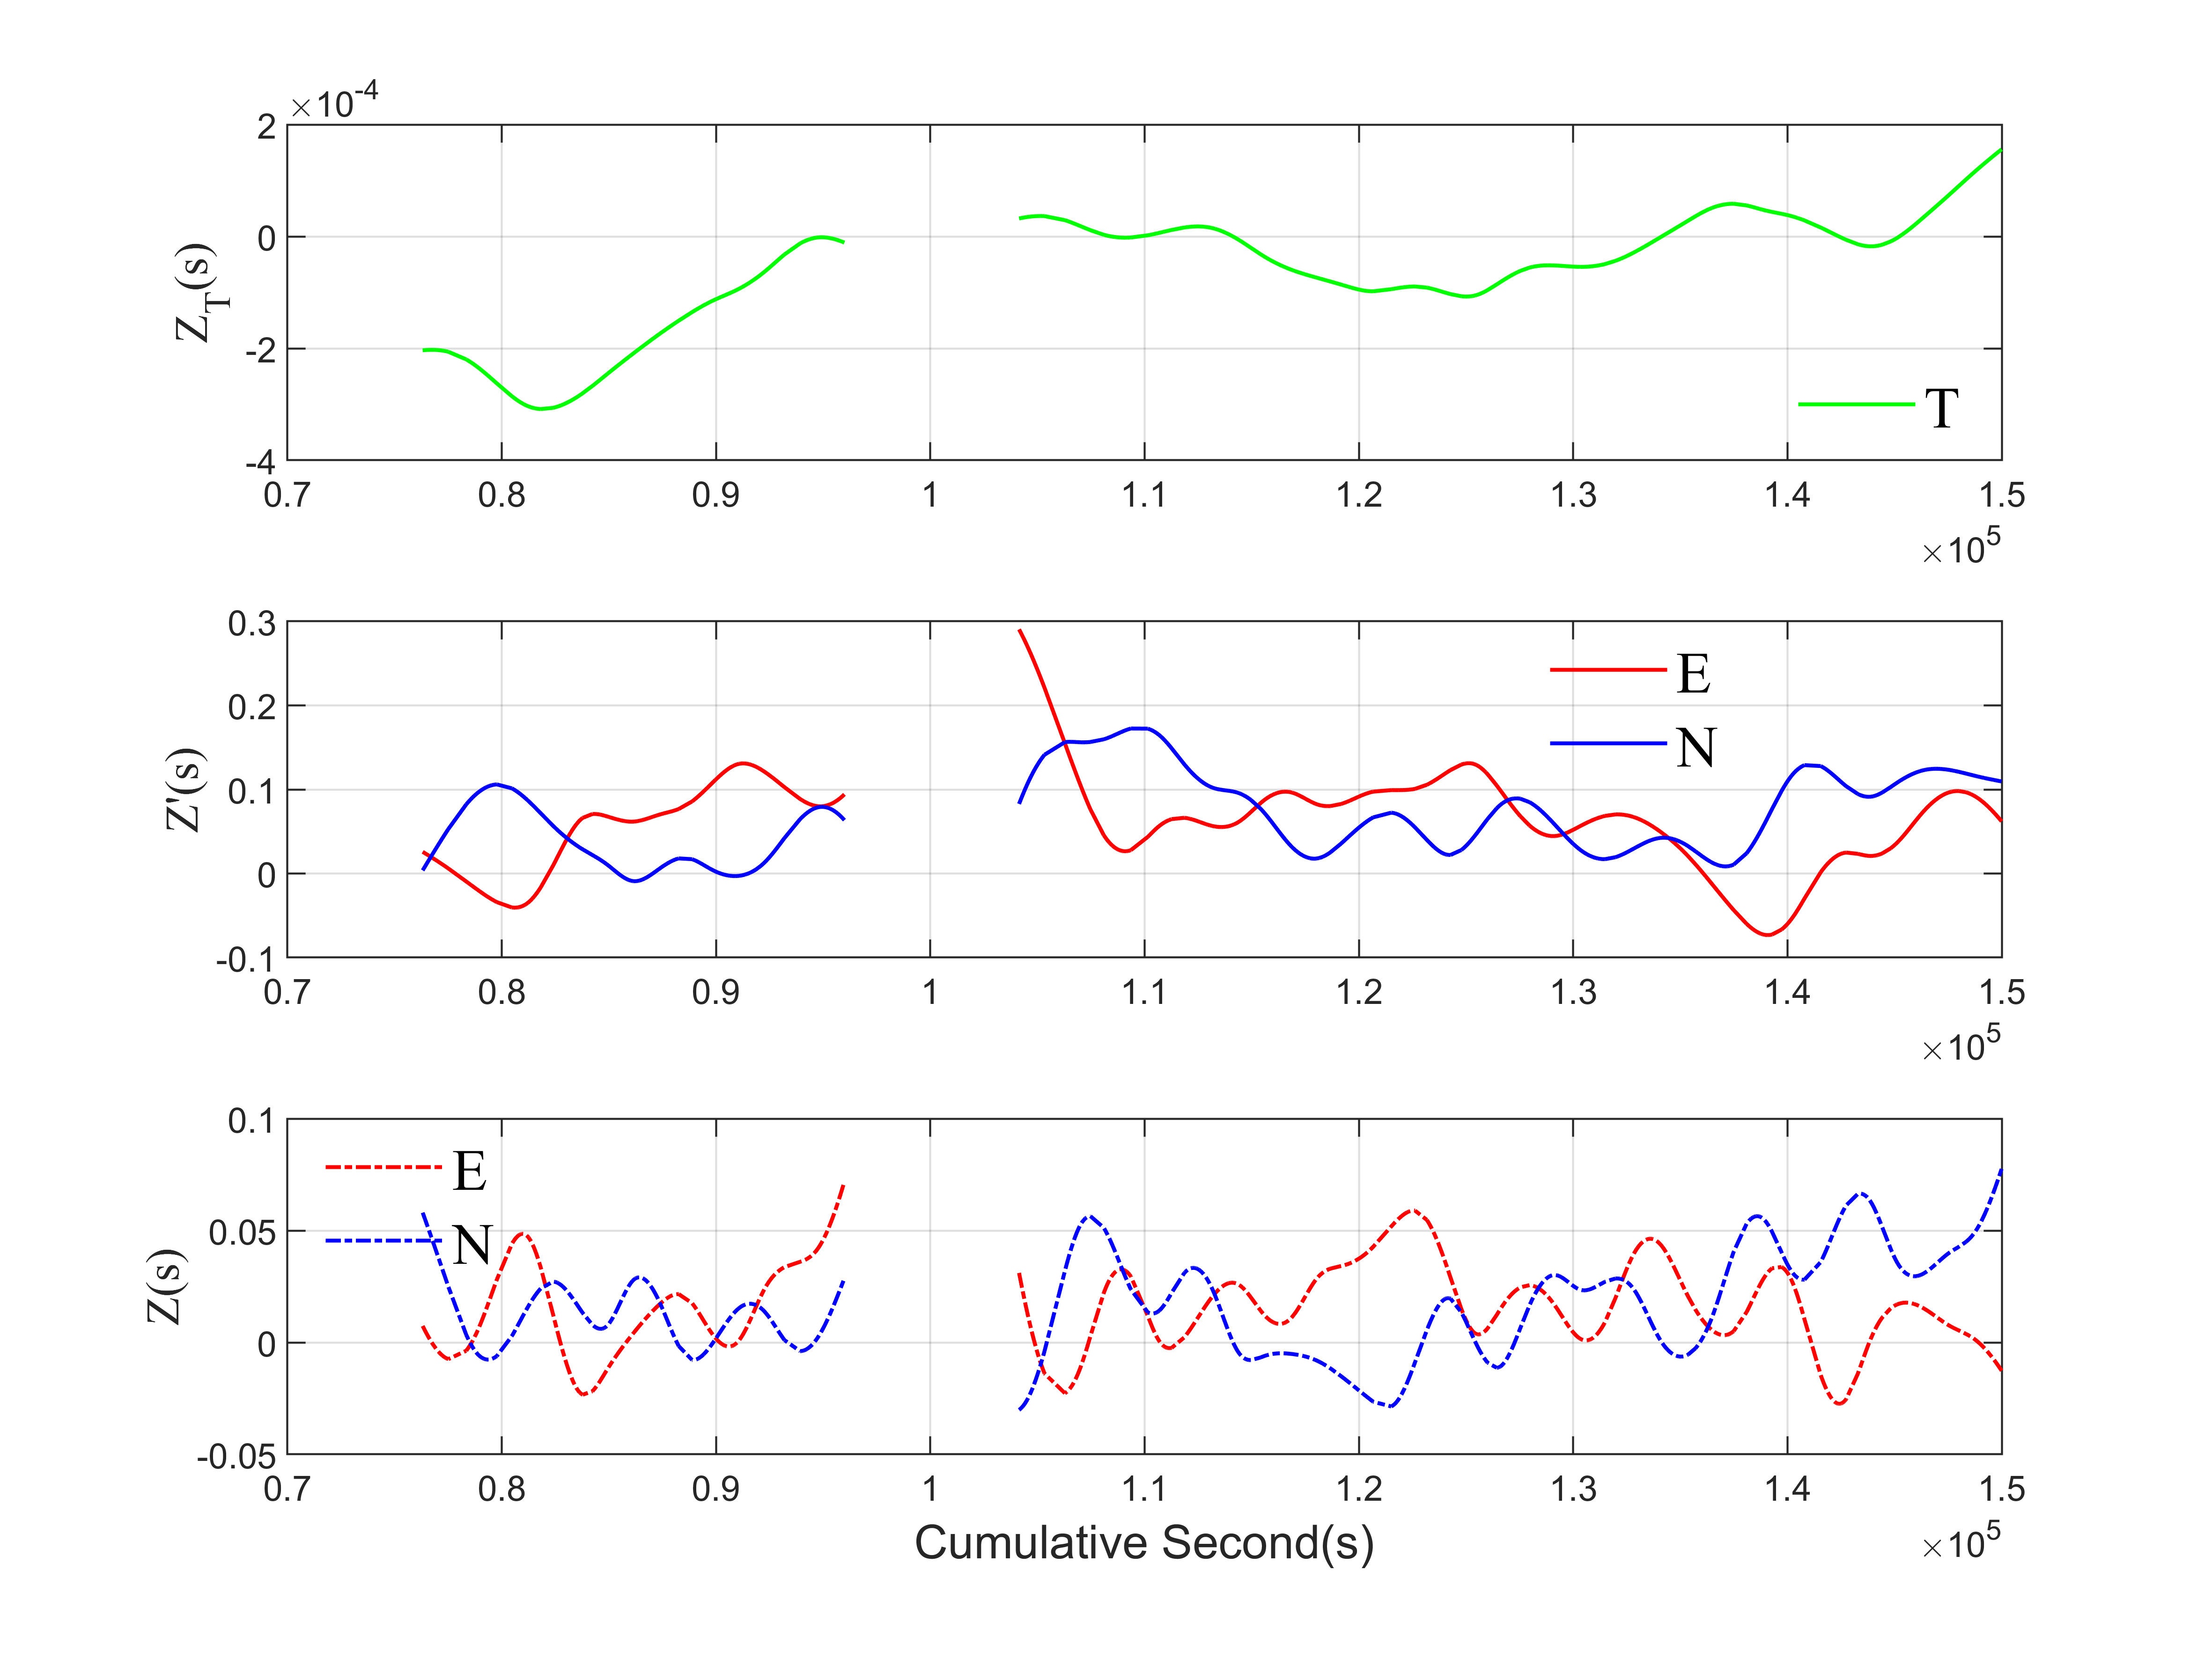 ×10-4
2
0
-2
-4
Z_T(s)
T
0.7 0.8 0.9 1 1.1 1.2 1.3 1.4 1.5
×10^5
0.3
0.2
0.1
0
-0.1
Z'(s)
E
N
0.7 0.8 0.9 1 1.1 1.2 1.3 1.4 1.5
×10^5
0.1
0.05
0
-0.05
Z(s)
E
N
0.7 0.8 0.9 1 1.1 1.2 1.3 1.4 1.5
Cumulative Second(s)
×10^5